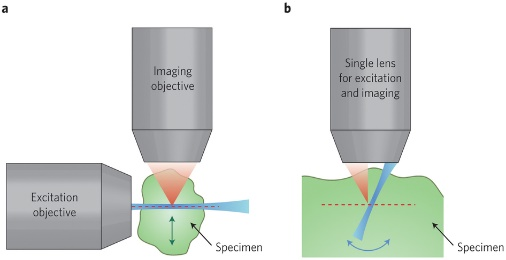 a
Imaging
objective
Excitation
objective
Specimen
b
Single lens
for excitation
and imaging
Specimen